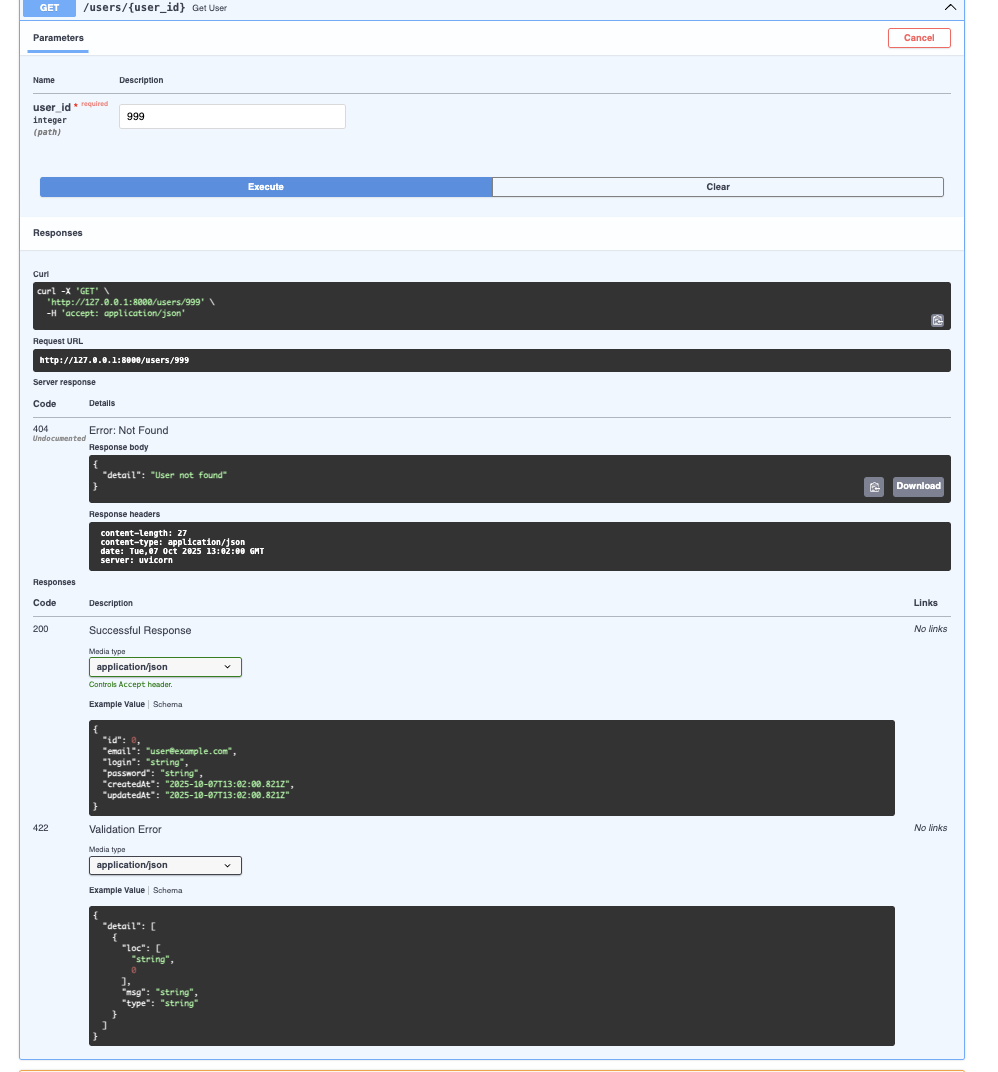 GET /users/{user_id} Get User
Parameters
Cancel
Name Description
user_id * required
integer
(path)
999
Execute Clear
Responses
Curl
curl -X 'GET' \
  'http://127.0.0.1:8000/users/999' \
  -H 'accept: application/json'
Request URL
http://127.0.0.1:8000/users/999
Server response
Code Details
404
Undocumented
Error: Not Found
Response body
{
  "detail": "User not found"
}
Download
Response headers
content-length: 27
content-type: application/json
date: Tue,07 Oct 2025 13:02:00 GMT
server: uvicorn
Responses
Code Description Links
200 Successful Response No links
Media type
application/json
Controls Accept header.
Example Value | Schema
{
  "id": 0,
  "email": "user@example.com",
  "login": "string",
  "password": "string",
  "createdAt": "2025-10-07T13:02:00.821Z",
  "updatedAt": "2025-10-07T13:02:00.821Z"
}
422 Validation Error No links
Media type
application/json
Example Value | Schema
{
  "detail": [
    {
      "loc": [
        "string",
        0
      ],
      "msg": "string",
      "type": "string"
    }
  ]
}